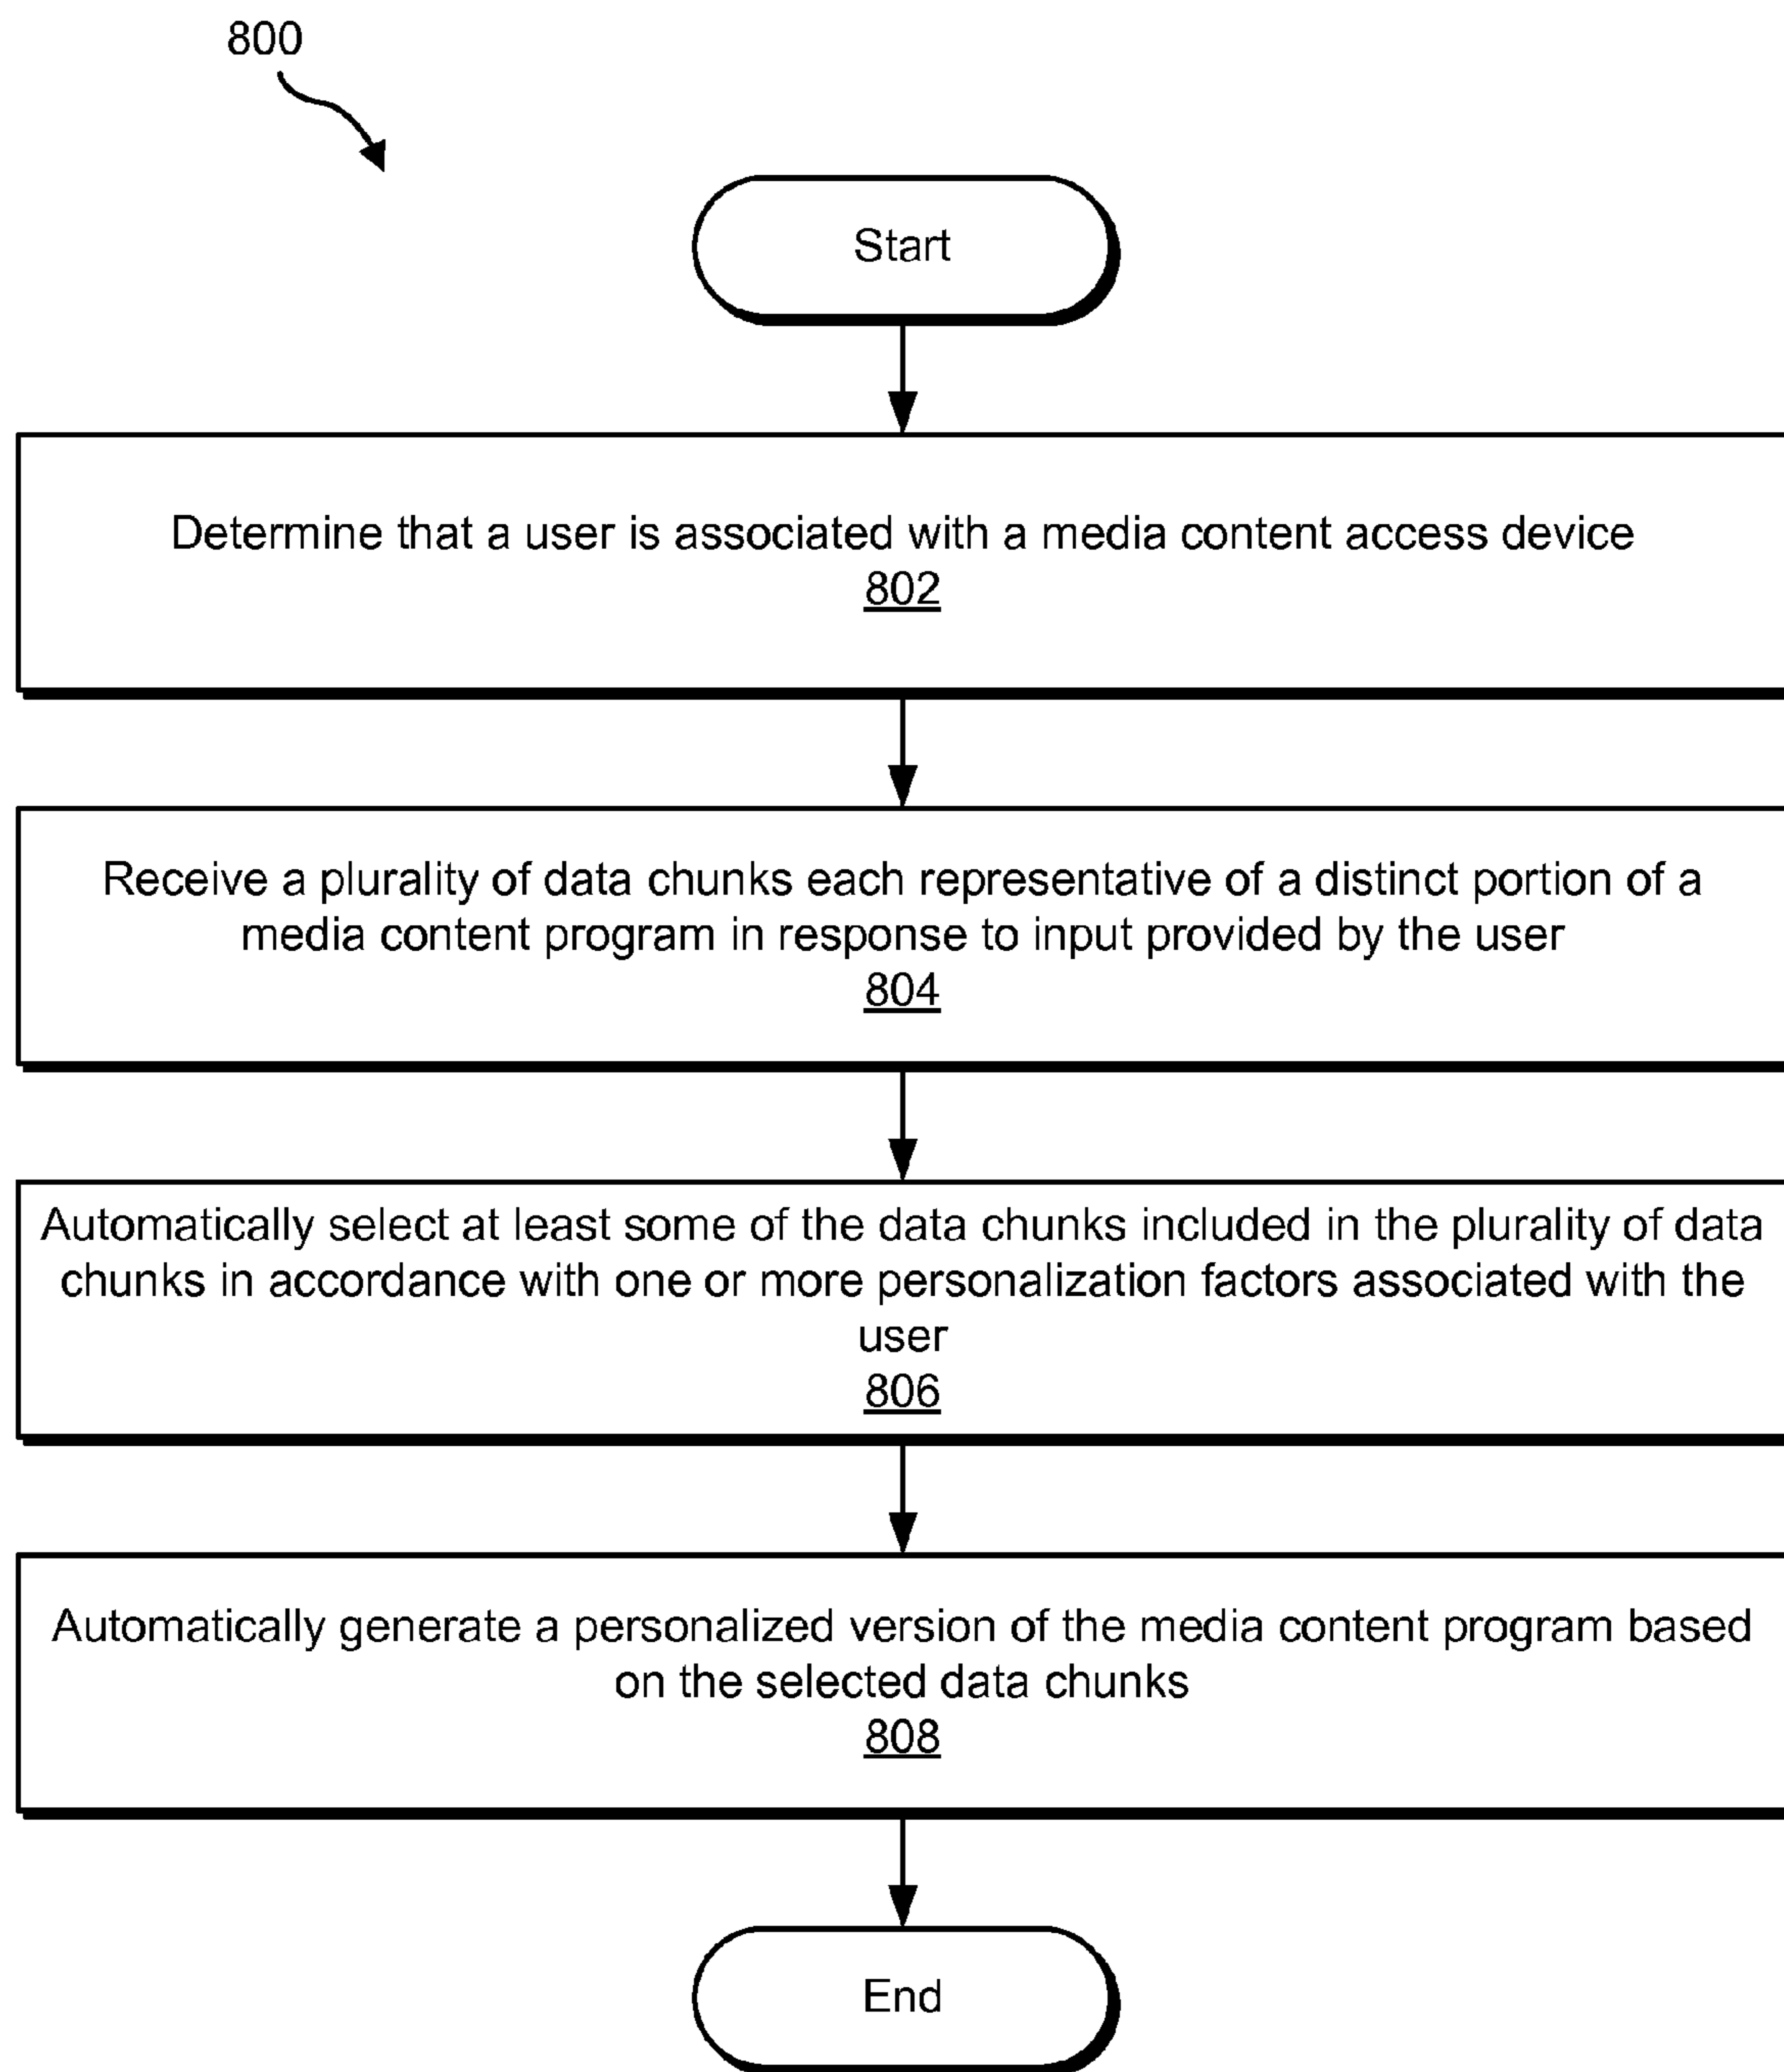 800
Start
Determine that a user is associated with a media content access device
802
Receive a plurality of data chunks each representative of a distinct portion of a
media content program in response to input provided by the user
804
Automatically select at least some of the data chunks included in the plurality of data
chunks in accordance with one or more personalization factors associated with the
user
806
Automatically generate a personalized version of the media content program based
on the selected data chunks
808
End